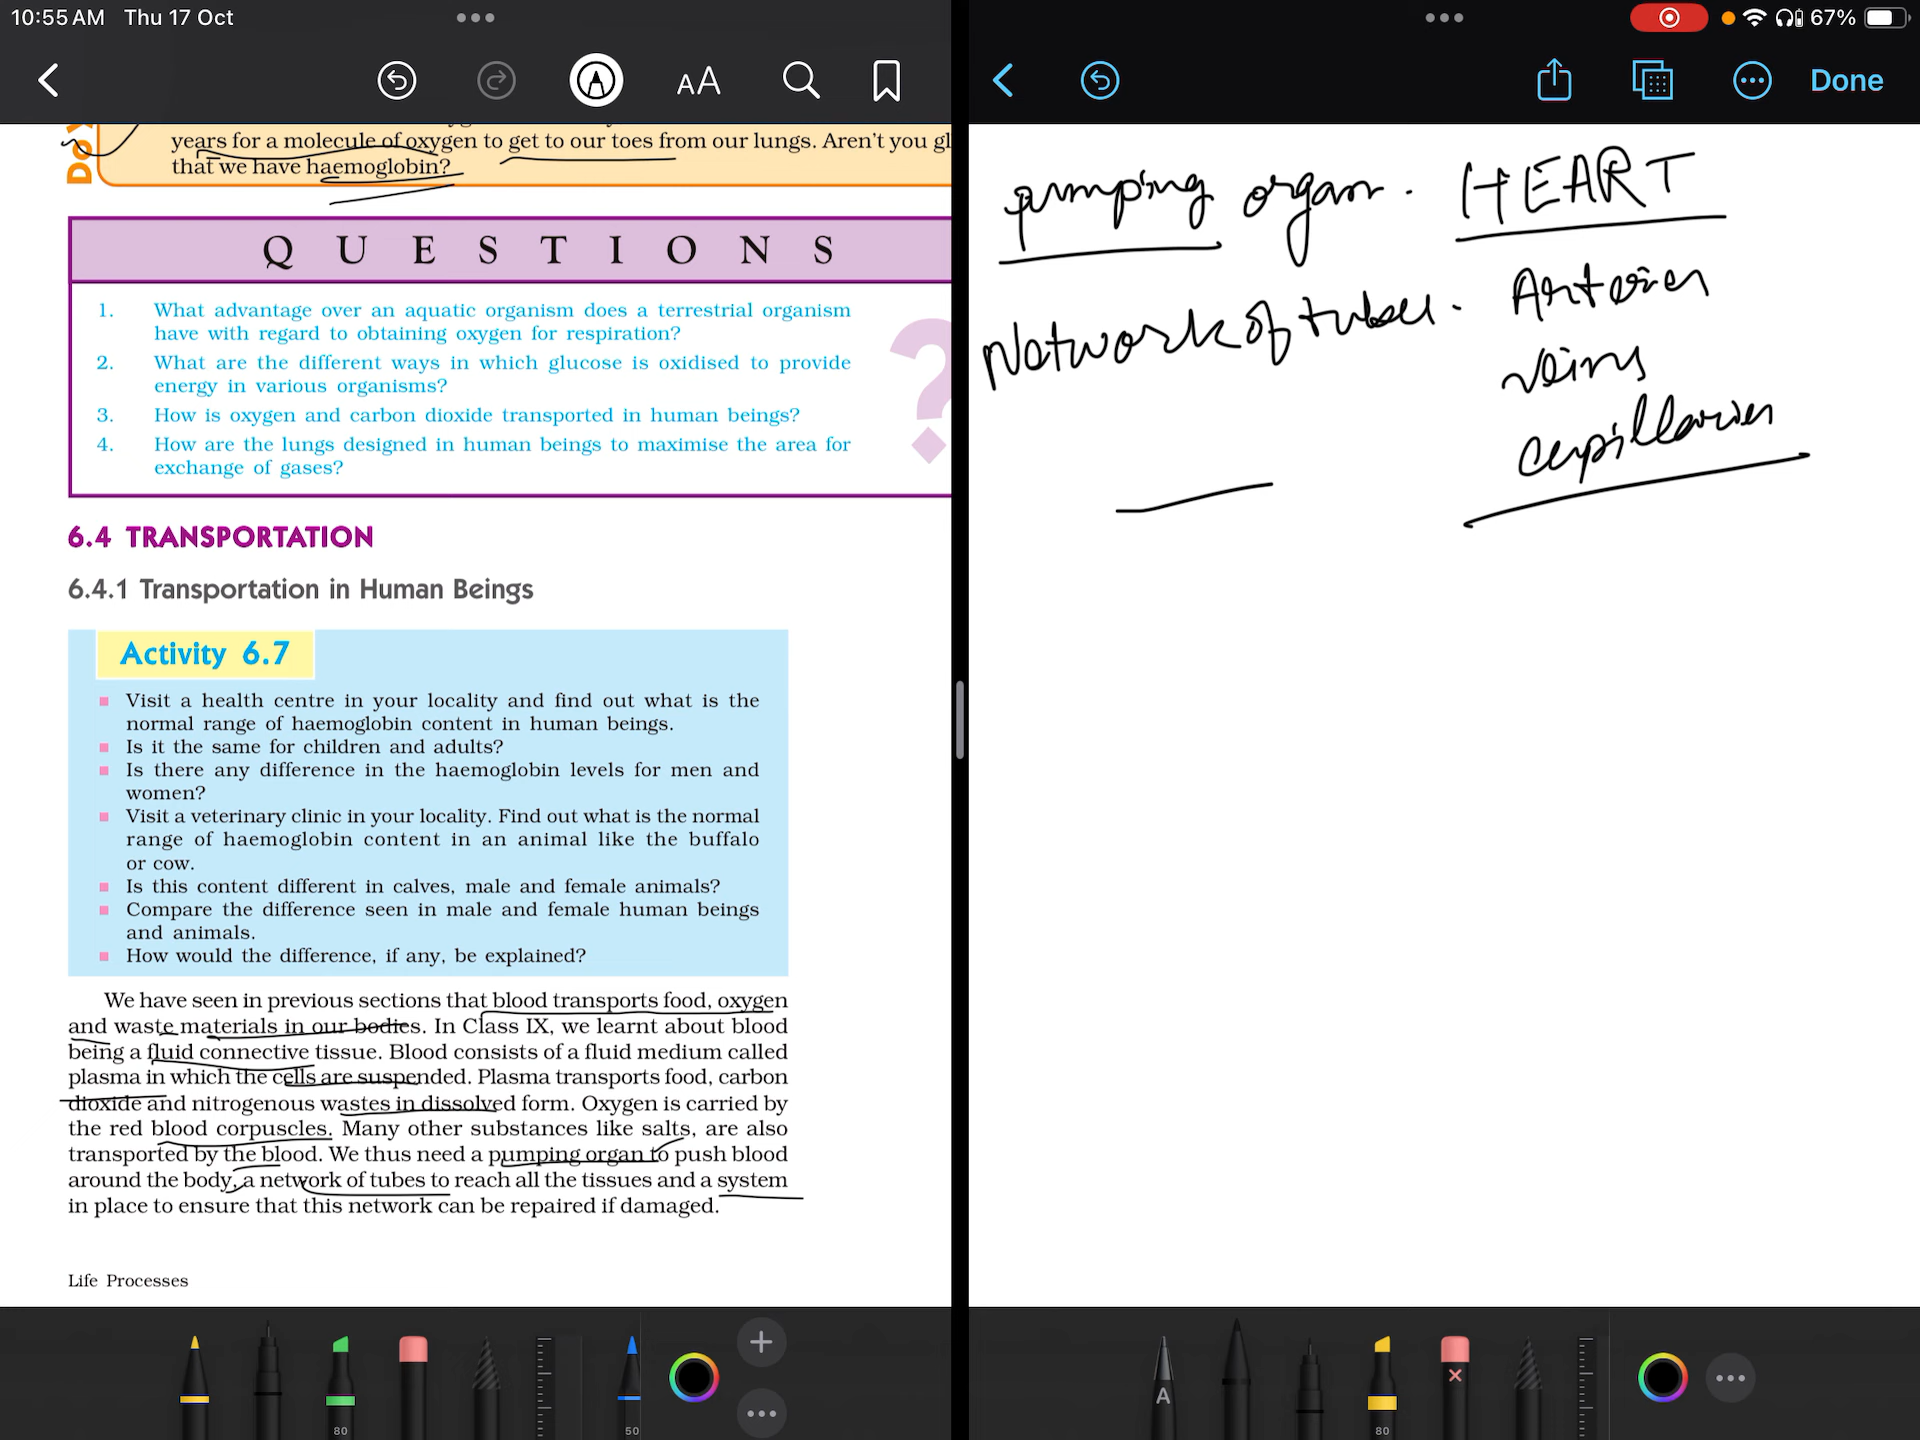 10:55 AM Thu 17 Oct
67%
Done
years for a molecule of oxygen to get to our toes from our lungs. Aren't you gl
that we have haemoglobin?
QUESTIONS
1. What advantage over an aquatic organism does a terrestrial organism
have with regard to obtaining oxygen for respiration?
2. What are the different ways in which glucose is oxidised to provide
energy in various organisms?
3. How is oxygen and carbon dioxide transported in human beings?
4. How are the lungs designed in human beings to maximise the area for
exchange of gases?
?
6.4 TRANSPORTATION
6.4.1 Transportation in Human Beings
Activity 6.7
Visit a health centre in your locality and find out what is the
normal range of haemoglobin content in human beings.
Is it the same for children and adults?
Is there any difference in the haemoglobin levels for men and
women?
Visit a veterinary clinic in your locality. Find out what is the normal
range of haemoglobin content in an animal like the buffalo
or cow.
Is this content different in calves, male and female animals?
Compare the difference seen in male and female human beings
and animals.
How would the difference, if any, be explained?
We have seen in previous sections that blood transports food, oxygen
and waste materials in our bodies. In Class IX, we learnt about blood
being a fluid connective tissue. Blood consists of a fluid medium called
plasma in which the cells are suspended. Plasma transports food, carbon
dioxide and nitrogenous wastes in dissolved form. Oxygen is carried by
the red blood corpuscles. Many other substances like salts, are also
transported by the blood. We thus need a pumping organ to push blood
around the body, a network of tubes to reach all the tissues and a system
in place to ensure that this network can be repaired if damaged.
Life Processes
80
50
pumping organ. HEART
Network of tubes. Arteries
veins
capillaries
A
80